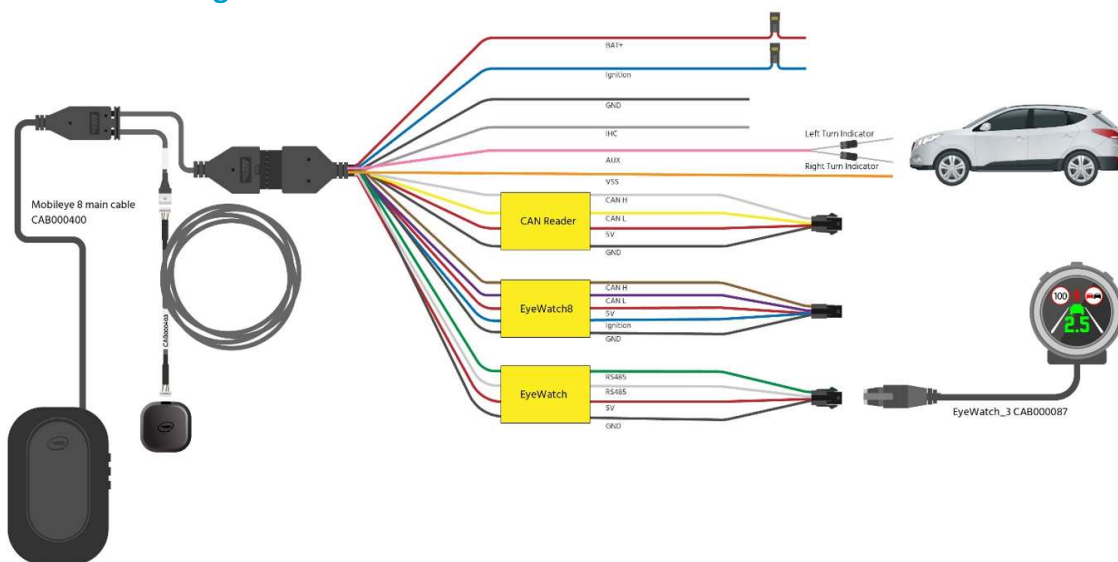 BAT+
Ignition
GND
IHC
Left Turn Indicator
AUX
Right Turn Indicator
VSS
CAN Reader
CAN H
CAN L
5V
GND
Mobileye 8 main cable
CAB000400
EyeWatch8
CAN H
CAN L
5V
Ignition
GND
EyeWatch
RS485
RS485
5V
GND
100
2.5
EyeWatch_3 CAB000087